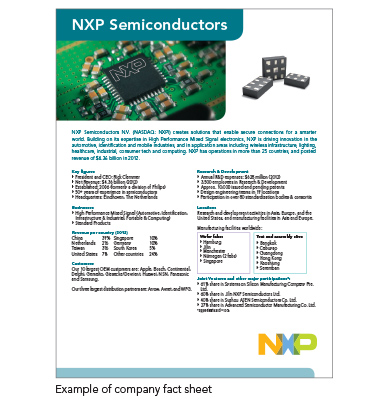 NXP Semiconductors
NXP
NXP Semiconductors N.V. (NASDAQ: NXPI) creates solutions that enable secure connections for a smarter
world. Building on its expertise in High Performance Mixed Signal electronics, NXP is driving innovation in the
automotive, identification and mobile industries, and in application areas including wireless infrastructure, lighting,
healthcare, industrial, consumer tech and computing. NXP has operations in more than 25 countries, and posted
revenue of $4.36 billion in 2012.
Key figures
President and CEO: Rick Clemmer
Net Revenue: $4.36 billion (2012)
Established: 2006 (formerly a division of Philips)
50+ years of experience in semiconductors
Headquarters: Eindhoven, The Netherlands
Businesses
High Performance Mixed Signal (Automotive, Identification,
Infrastructure & Industrial, Portable & Computing)
Standard Products
Revenue per country (2012)
China 39% Singapore 10%
Netherlands 2% Germany 10%
Taiwan 3% South Korea 5%
United States 7% Other countries 24%
Customers
Our 10 largest OEM customers are: Apple, Bosch, Continental,
Delphi, Gemalto, Giesecke/Devrient, Huawei, NSN, Panasonic
and Samsung.
Our three largest distribution partners are: Arrow, Avnet and WPG.
Research & Development
Annual R&D expenses: $628 million (2012)
3,300 employees in Research & Development
Approx. 10,000 issued and pending patents
Design engineering teams in 19 locations
Participation in over 80 standardization bodies & consortia
Locations
Research and development activities in Asia, Europe, and the
United States, and manufacturing facilities in Asia and Europe.
Manufacturing facilities worldwide:
Wafer fabs
Hamburg
Jilin
Manchester
Nijmegen (2 fabs)
Singapore
Test and assembly sites
Bangkok
Cabuyao
Guangdong
Hong Kong
Kaohsiung
Seremban
Joint Ventures and other major participations*:
61% share in Systems on Silicon Manufacturing Company Pte.
Ltd.
60% share in Jilin NXP Semiconductors Ltd.
40% share in Suzhou ASEN Semiconductors Co. Ltd.
27% share in Advanced Semiconductor Manufacturing Co. Ltd.
NXP
Example of company fact sheet